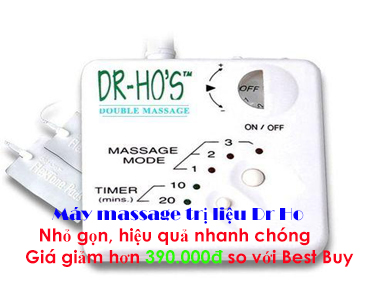 DR-HO'S™
DOUBLE MASSAGE
OFF
ON / OFF
MASSAGE
MODE
3
2
1
TIMER
(mins.)
10
20
Máy massage trị liệu Dr Ho
Nhỏ gọn, hiệu quả nhanh chóng
Giá giảm hơn 390.000đ so với Best Buy